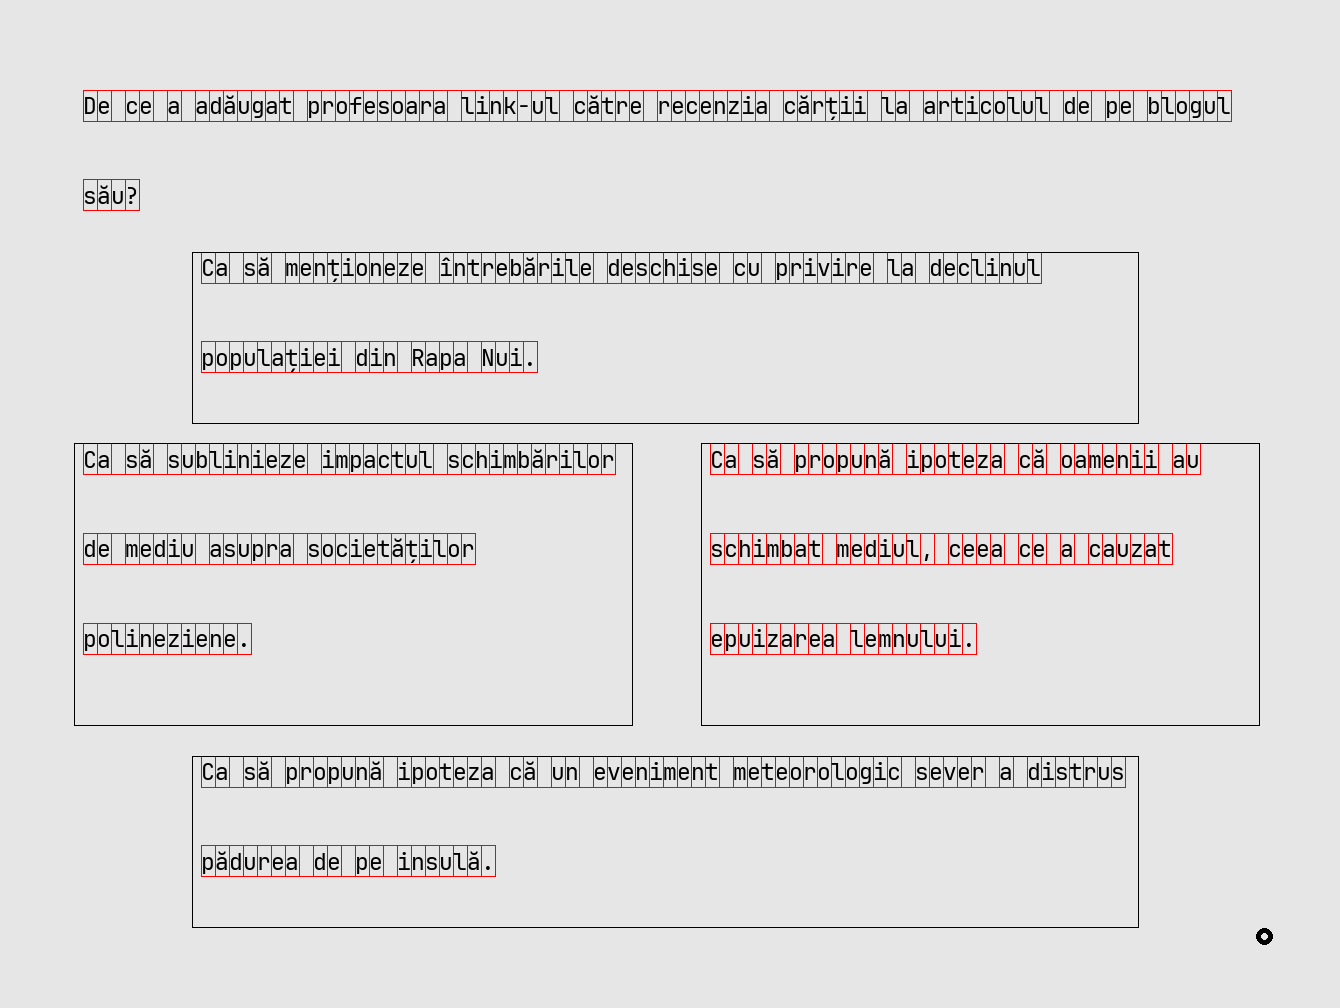 De ce a adăugat profesoara link-ul către recenzia cărții la articolul de pe blogul
său?
Ca să menționeze întrebările deschise cu privire la declinul
populației din Rapa Nui.
Ca să sublinieze impactul schimbărilor
de mediu asupra societăților
polineziene.
Ca să propună ipoteza că oamenii au
schimbat mediul, ceea ce a cauzat
epuizarea lemnului.
Ca să propună ipoteza că un eveniment meteorologic sever a distrus
pădurea de pe insulă.